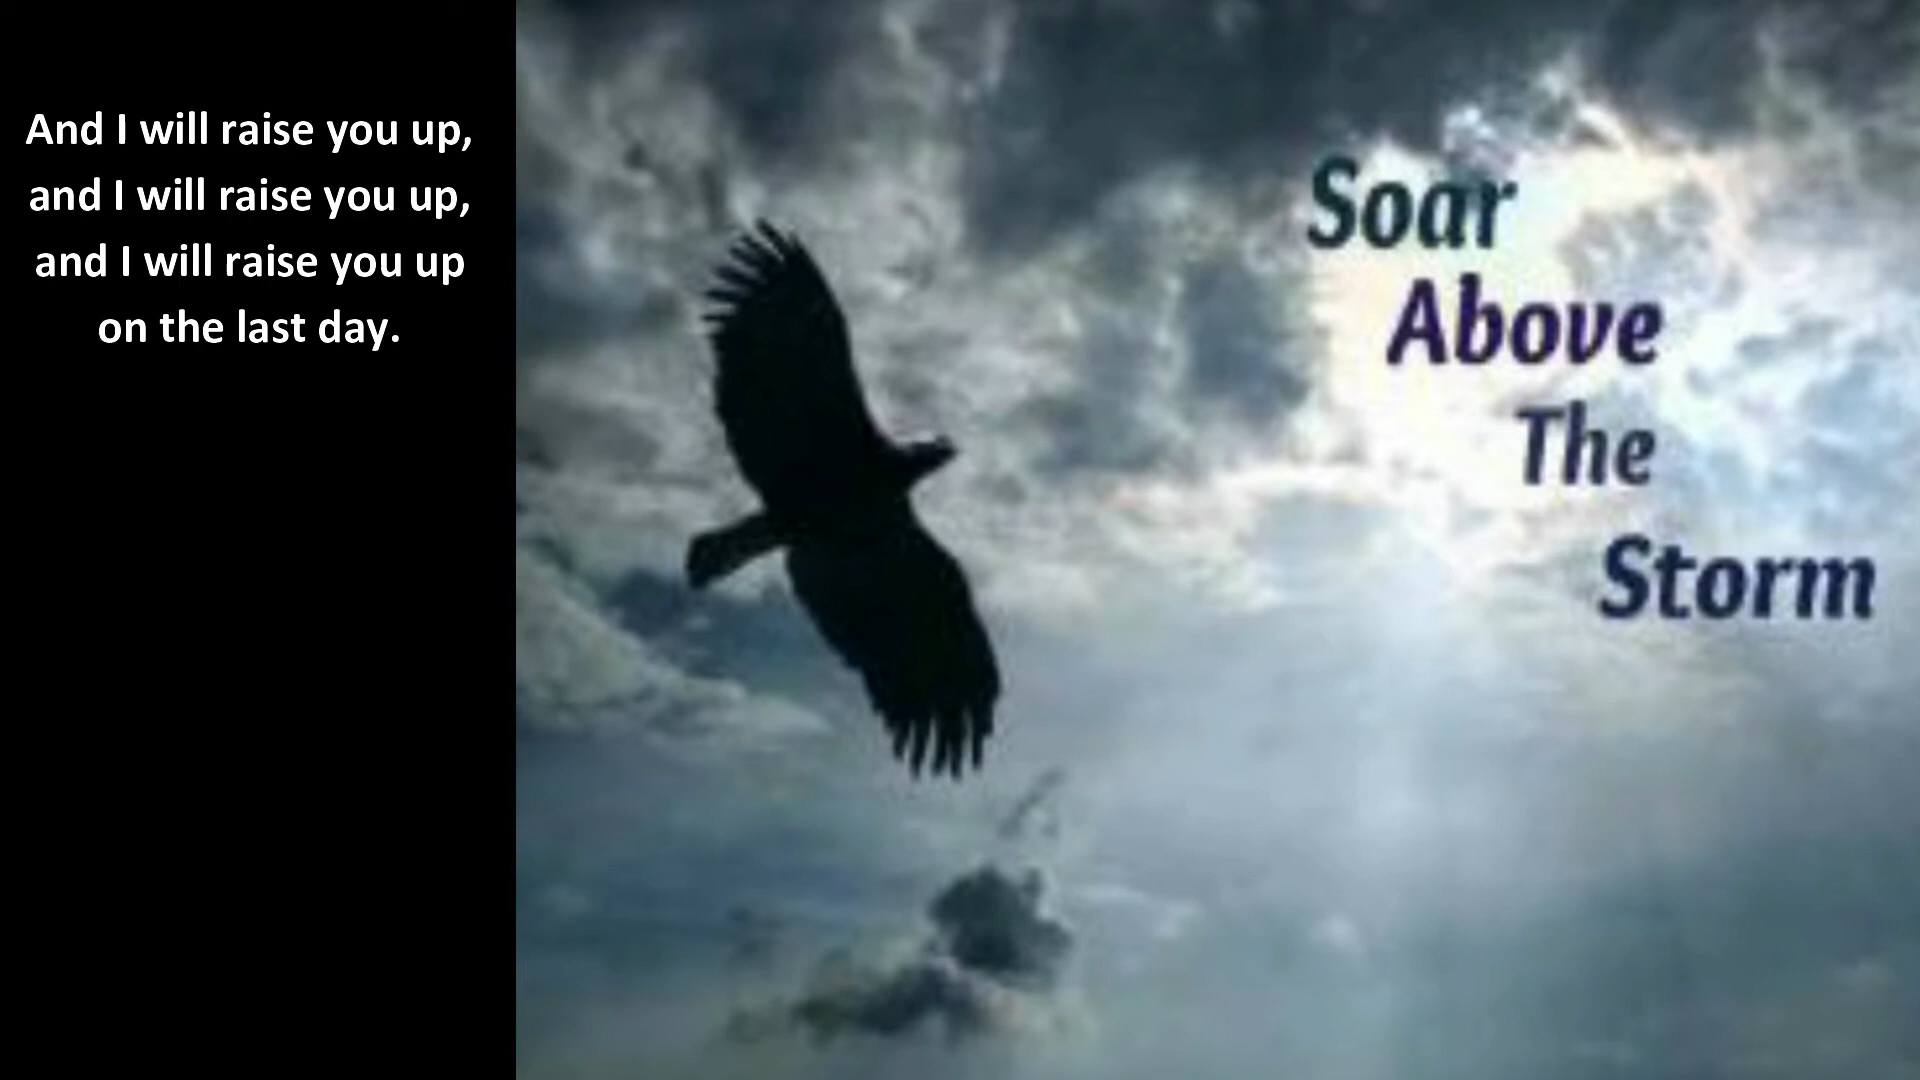 And I will raise you up,
and I will raise you up,
and I will raise you up
on the last day.
Soar
Above
The
Storm